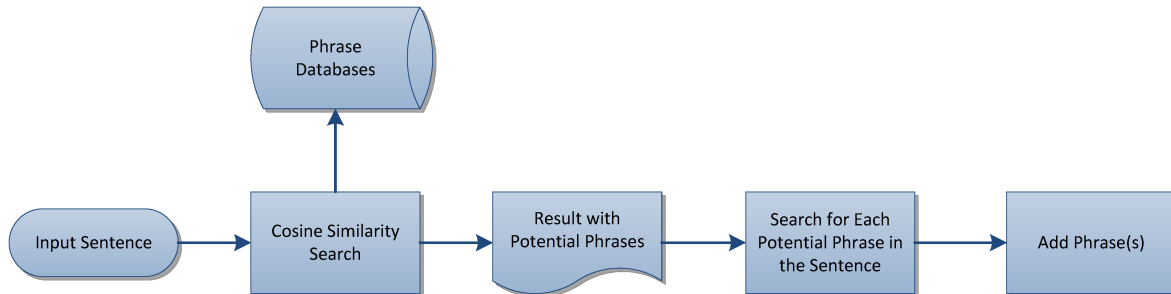 Phrase
Databases
Input Sentence
Cosine Similarity
Search
Result with
Potential Phrases
Search for Each
Potential Phrase in
the Sentence
Add Phrase(s)